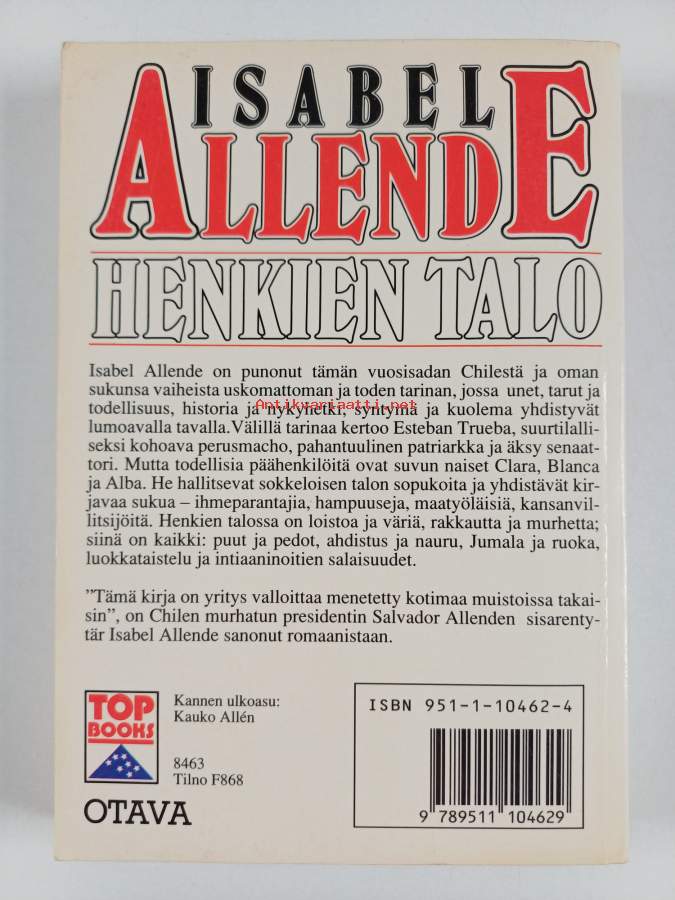 ISABEL
ALLENDE
HENKIEN TALO
Isabel Allende on punonut tämän vuosisadan Chilestä ja oman
sukunsa vaiheista uskomattoman ja toden tarinan, jossa unet, tarut ja
Antikvariaatti.net
todellisuus, historia ja nykyhetki, syntymä ja kuolema yhdistyvät
lumoavalla tavalla.Välillä tarinaa kertoo Esteban Trueba, suurtilalli-
seksi kohoava perusmacho, pahantuulinen patriarkka ja äksy senaat-
tori. Mutta todellisia päähenkilöitä ovat suvun naiset Clara, Blanca
ja Alba. He hallitsevat sokkeloisen talon sopukoita ja yhdistävät kir-
javaa sukua – ihmeparantajia, hampuuseja, maatyöläisiä, kansanvil-
litsijöitä. Henkien talossa on loistoa ja väriä, rakkautta ja murhetta;
siinä on kaikki: puut ja pedot, ahdistus ja nauru, Jumala ja ruoka,
luokkataistelu ja intiaaninoitien salaisuudet.
”Tämä kirja on yritys valloittaa menetetty kotimaa muistoissa takai-
sin”, on Chilen murhatun presidentin Salvador Allenden sisarenty-
tär Isabel Allende sanonut romaanistaan.
TOP
BOOKS
OTAVA
Kannen ulkoasu:
Kauko Allén
8463
Tilno F868
ISBN 951-1-10462-4
9 789511 104629